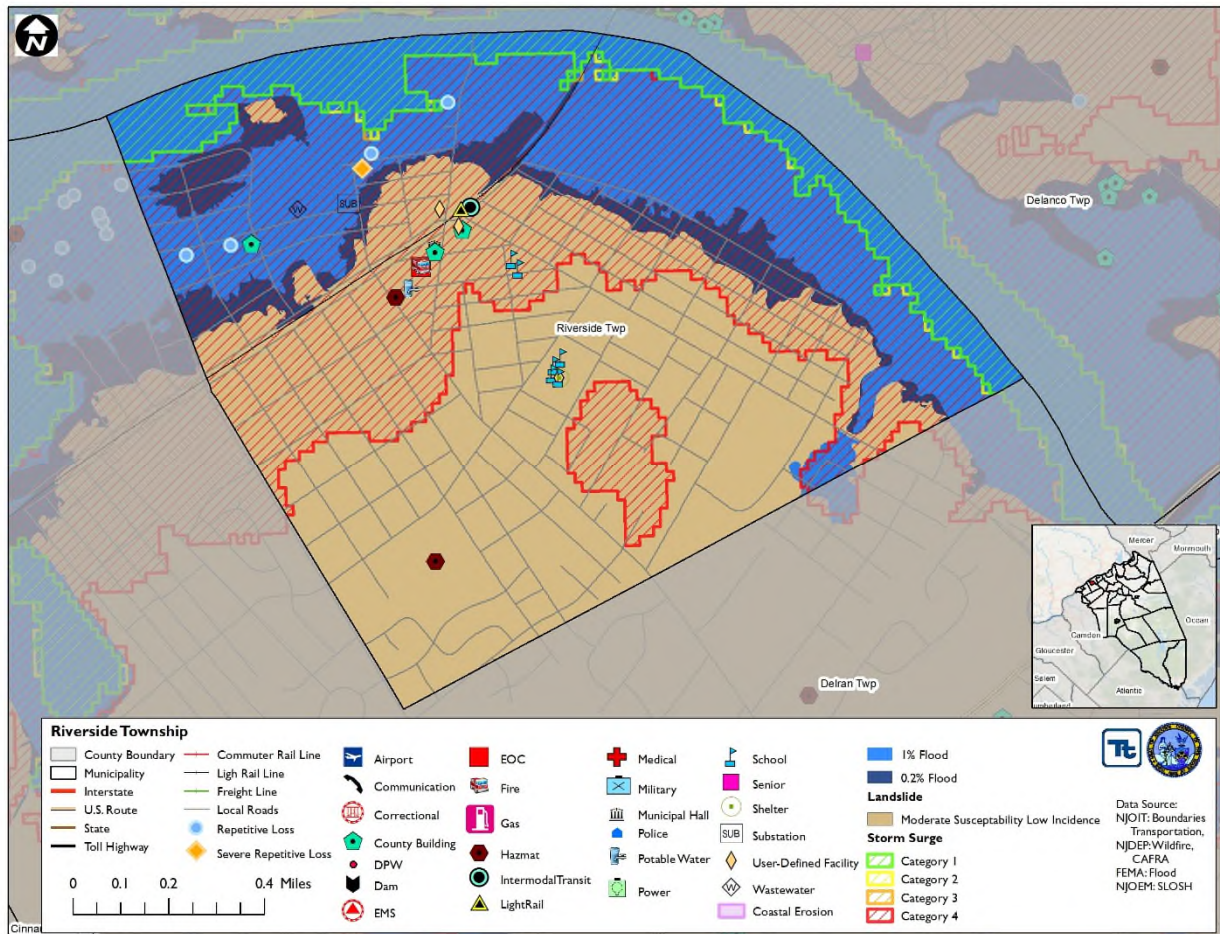 N
Delanco Twp
SUB
W
Riverside Twp
Delran Twp
Mercer
Monmouth
Ocean
Camden
Gloucester
Salem
Atlantic
Cinnar
Riverside Township
County Boundary
Municipality
Interstate
U.S. Route
State
Toll Highway
Commuter Rail Line
Ligh Rail Line
Freight Line
Local Roads
Repetitive Loss
Severe Repetitive Loss
0 0.1 0.2 0.4 Miles
Airport
Communication
Correctional
County Building
DPW
Dam
EMS
EOC
Fire
Gas
Hazmat
IntermodalTransit
LightRail
Medical
Military
Municipal Hall
Police
Potable Water
Power
School
Senior
Shelter
SUB Substation
User-Defined Facility
W Wastewater
Coastal Erosion
1% Flood
0.2% Flood
Landslide
Moderate Susceptability Low Incidence
Storm Surge
Category 1
Category 2
Category 3
Category 4
Tt
Data Source:
NJOIT: Boundaries
Transportation,
NJDEP: Wildfire,
CAFRA
FEMA: Flood
NJOEM: SLOSH